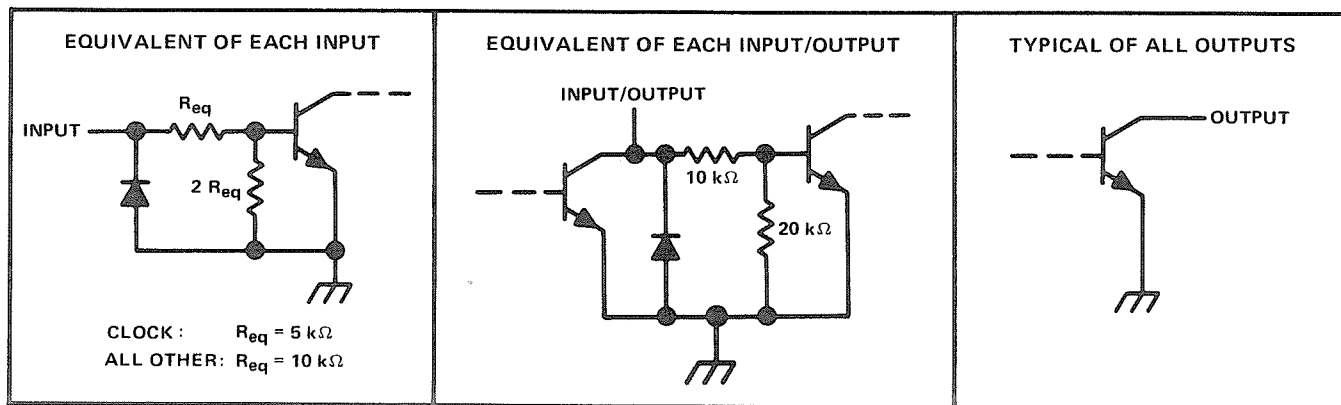 EQUIVALENT OF EACH INPUT
Req
INPUT
2 Req
CLOCK: Req = 5 kΩ
ALL OTHER: Req = 10 kΩ
EQUIVALENT OF EACH INPUT/OUTPUT
INPUT/OUTPUT
10 kΩ
20 kΩ
TYPICAL OF ALL OUTPUTS
OUTPUT